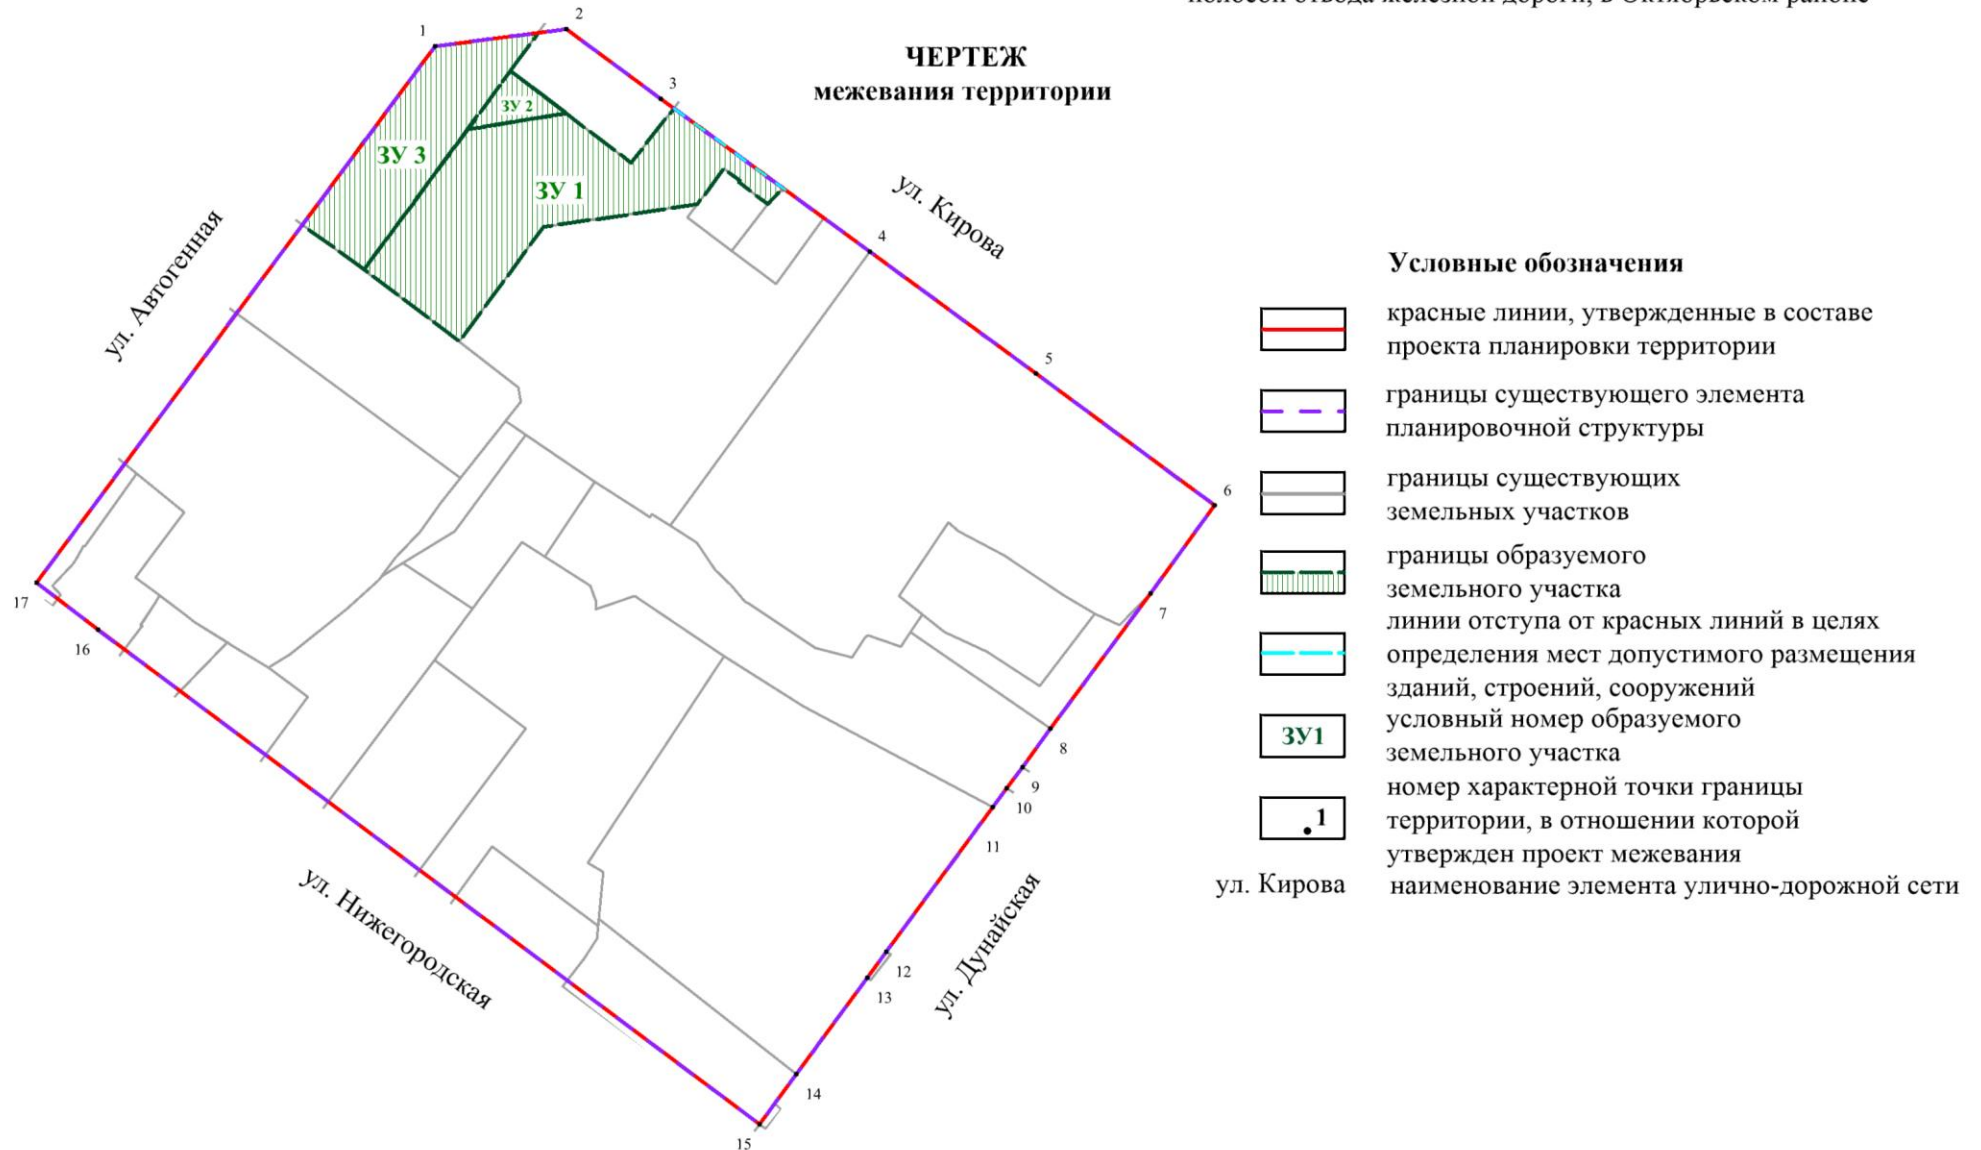 полосой отвода железной дороги, в Октябрьском районе
ЧЕРТЕЖ
межевания территории
1
2
3
ЗУ 2
ЗУ 3
ЗУ 1
ул. Кирова
4
ул. Автогенная
5
6
7
8
9
10
11
12
13
14
15
16
17
ул. Нижегородская
ул. Дунайская
Условные обозначения
красные линии, утвержденные в составе
проекта планировки территории
границы существующего элемента
планировочной структуры
границы существующих
земельных участков
границы образуемого
земельного участка
линии отступа от красных линий в целях
определения мест допустимого размещения
зданий, строений, сооружений
ЗУ1
условный номер образуемого
земельного участка
1
номер характерной точки границы
территории, в отношении которой
утвержден проект межевания
ул. Кирова наименование элемента улично-дорожной сети